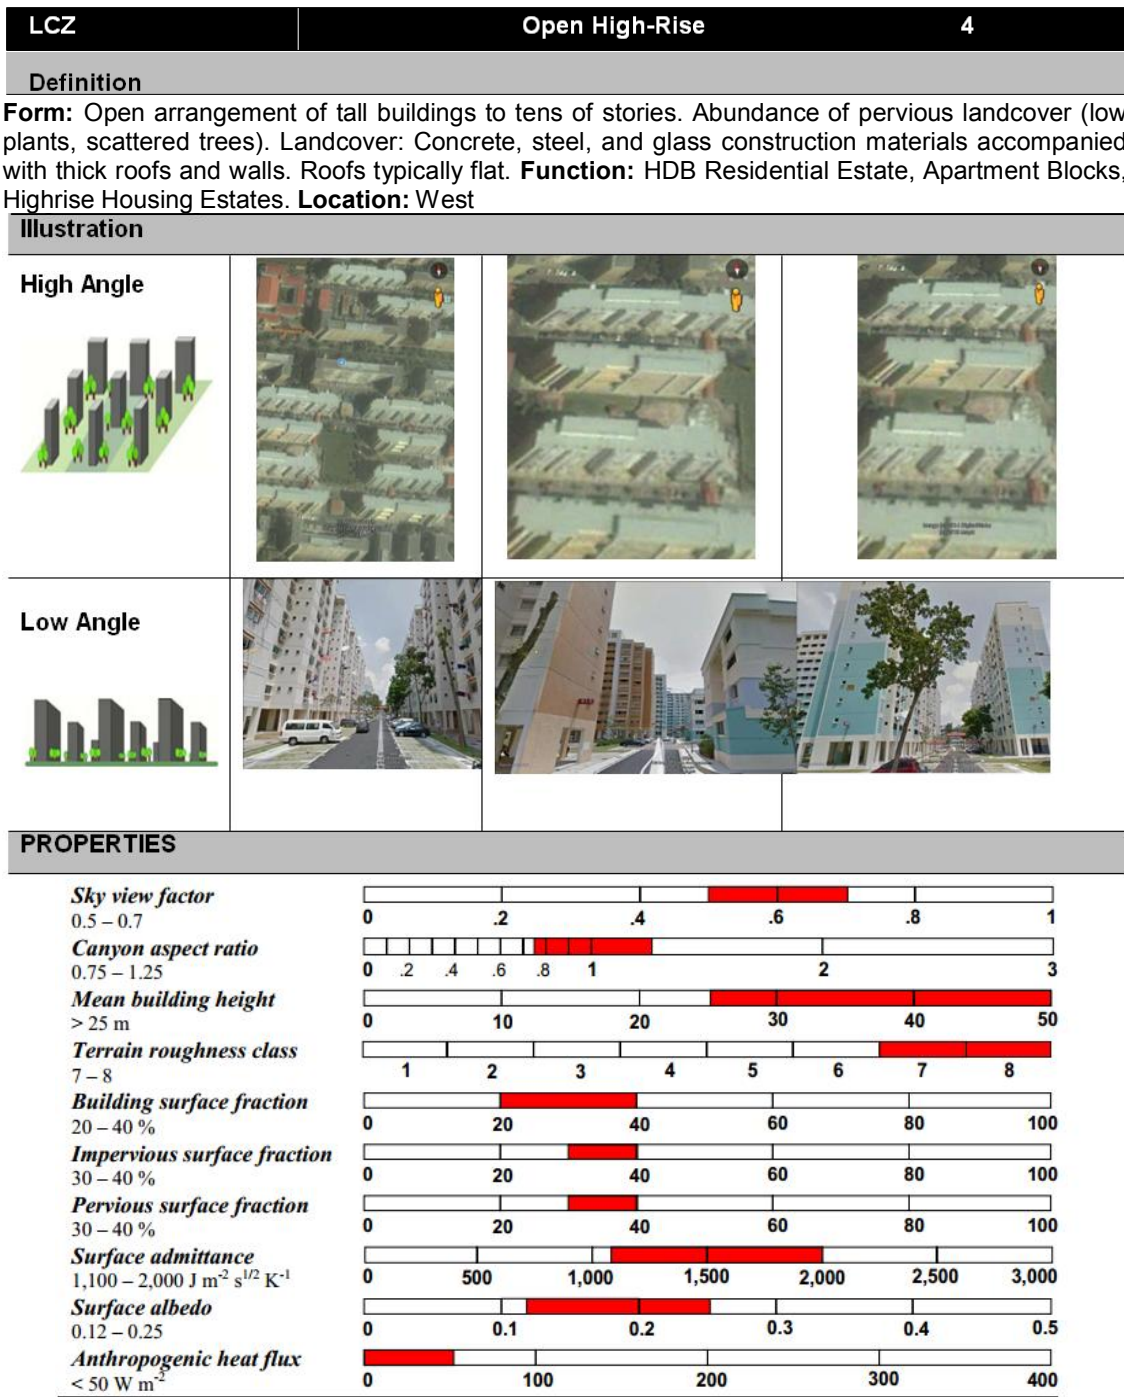 LCZ Open High-Rise 4
Definition
Form: Open arrangement of tall buildings to tens of stories. Abundance of pervious landcover (low
plants, scattered trees). Landcover: Concrete, steel, and glass construction materials accompanied
with thick roofs and walls. Roofs typically flat. Function: HDB Residential Estate, Apartment Blocks,
Highrise Housing Estates. Location: West
Illustration
High Angle
Low Angle
PROPERTIES
Sky view factor
0.5 – 0.7
0 .2 .4 .6 .8 1
Canyon aspect ratio
0.75 – 1.25
0 .2 .4 .6 .8 1 2 3
Mean building height
> 25 m
0 10 20 30 40 50
Terrain roughness class
7 – 8
1 2 3 4 5 6 7 8
Building surface fraction
20 – 40 %
0 20 40 60 80 100
Impervious surface fraction
30 – 40 %
0 20 40 60 80 100
Pervious surface fraction
30 – 40 %
0 20 40 60 80 100
Surface admittance
1,100 – 2,000 J m⁻² s¹/² K⁻¹
0 500 1,000 1,500 2,000 2,500 3,000
Surface albedo
0.12 – 0.25
0 0.1 0.2 0.3 0.4 0.5
Anthropogenic heat flux
< 50 W m⁻²
0 100 200 300 400